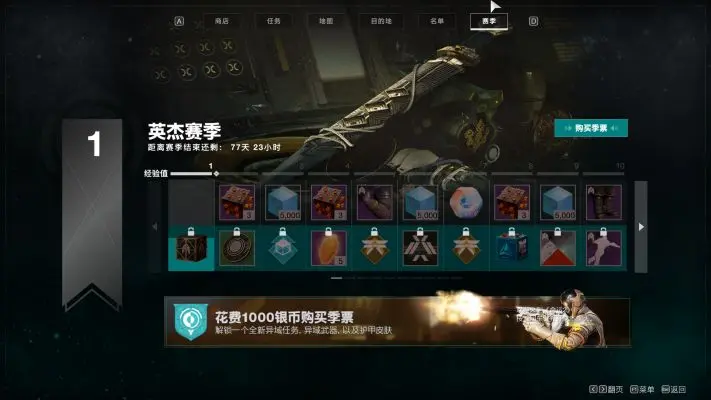 A 商店 任务 地图 目的地 名单 赛季 D
1
英杰赛季
距离赛季结束还剩: 77天 23小时
购买季票
经验值 1 2 4 8 9 10
3 5,000 3 5,000 3 5,000
5
花费1000银币购买季票
解锁一个全新异域任务, 异域武器, 以及护甲皮肤
翻页 菜单 返回